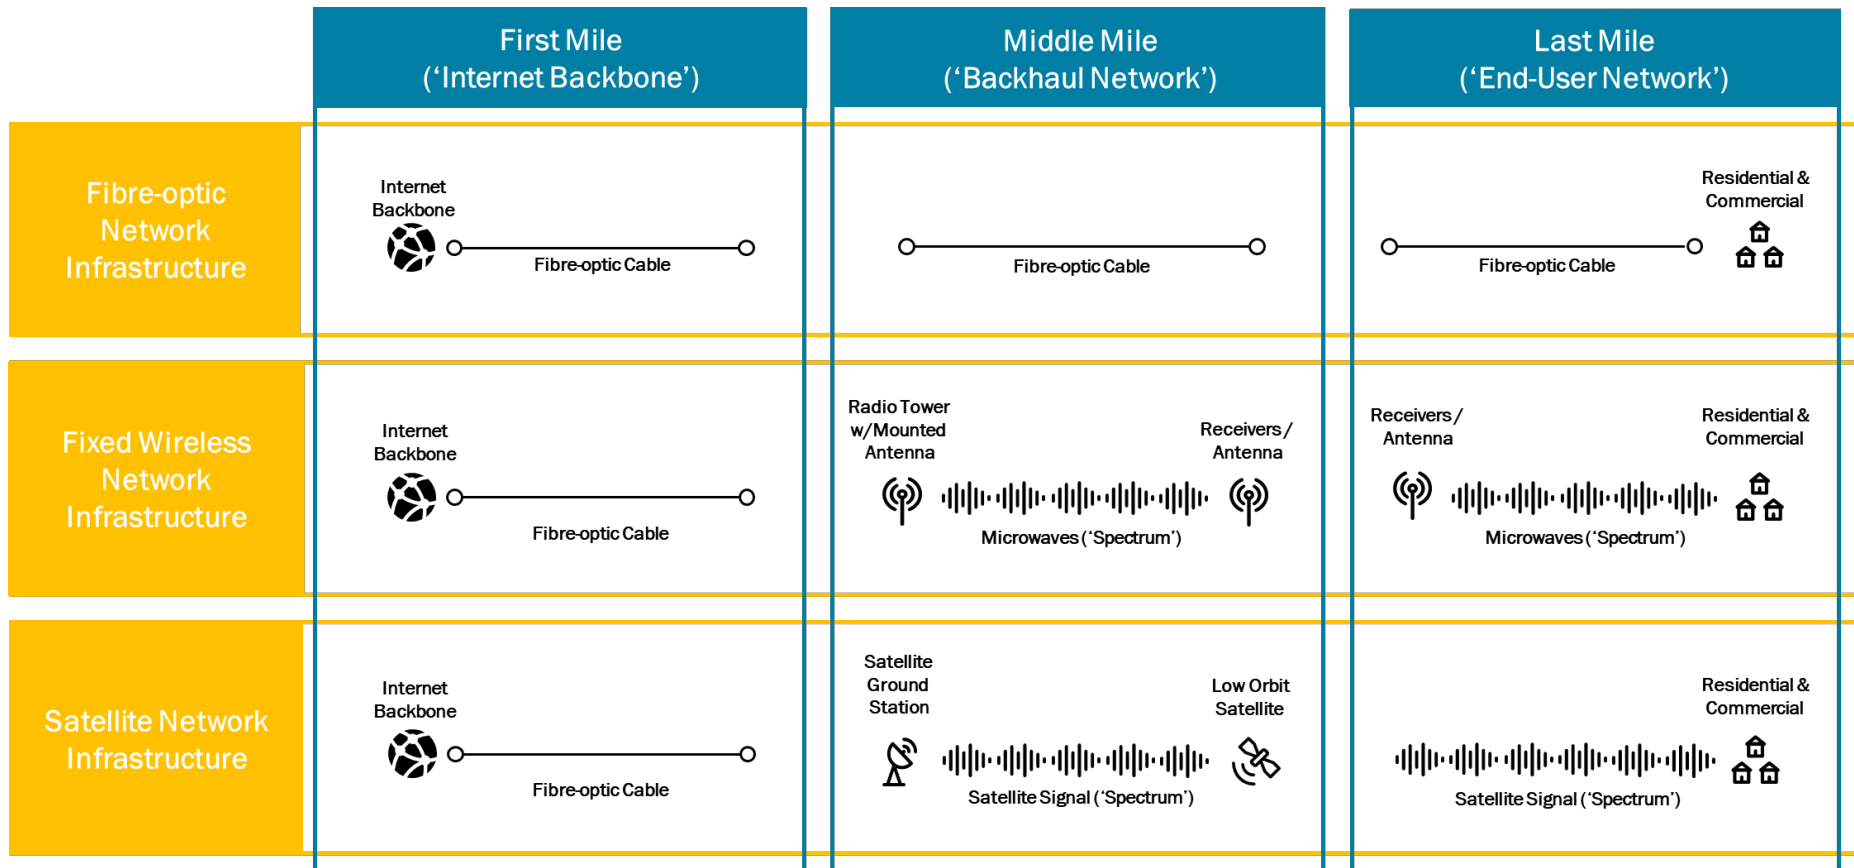 First Mile
(‘Internet Backbone’)
Middle Mile
(‘Backhaul Network’)
Last Mile
(‘End-User Network’)
Fibre-optic
Network
Infrastructure
Internet
Backbone
Fibre-optic Cable
Fibre-optic Cable
Fibre-optic Cable
Residential &
Commercial
Fixed Wireless
Network
Infrastructure
Internet
Backbone
Fibre-optic Cable
Radio Tower
w/Mounted
Antenna
Microwaves (‘Spectrum’)
Receivers /
Antenna
Receivers /
Antenna
Microwaves (‘Spectrum’)
Residential &
Commercial
Satellite Network
Infrastructure
Internet
Backbone
Fibre-optic Cable
Satellite
Ground
Station
Satellite Signal (‘Spectrum’)
Low Orbit
Satellite
Satellite Signal (‘Spectrum’)
Residential &
Commercial